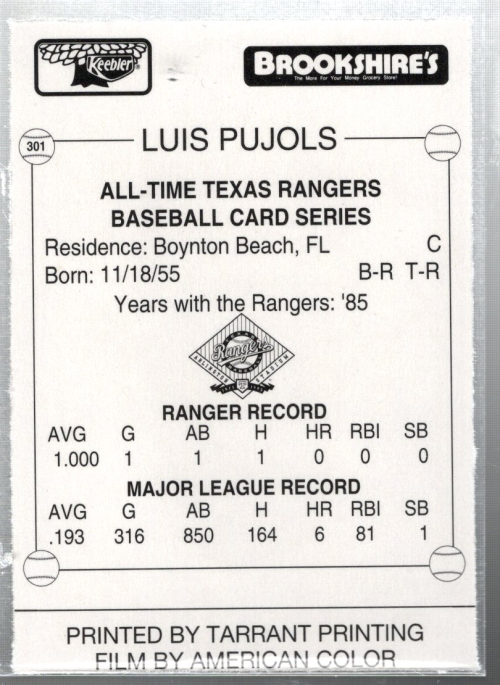 Keebler®
BROOKSHIRE'S
The More For Your Money Grocery Store!
301
LUIS PUJOLS
ALL-TIME TEXAS RANGERS
BASEBALL CARD SERIES
Residence: Boynton Beach, FL C
Born: 11/18/55 B-R T-R
Years with the Rangers: '85
Rangers
ARLINGTON STADIUM
RANGER RECORD
AVG G AB H HR RBI SB
1.000 1 1 1 0 0 0
MAJOR LEAGUE RECORD
AVG G AB H HR RBI SB
.193 316 850 164 6 81 1
PRINTED BY TARRANT PRINTING
FILM BY AMERICAN COLOR